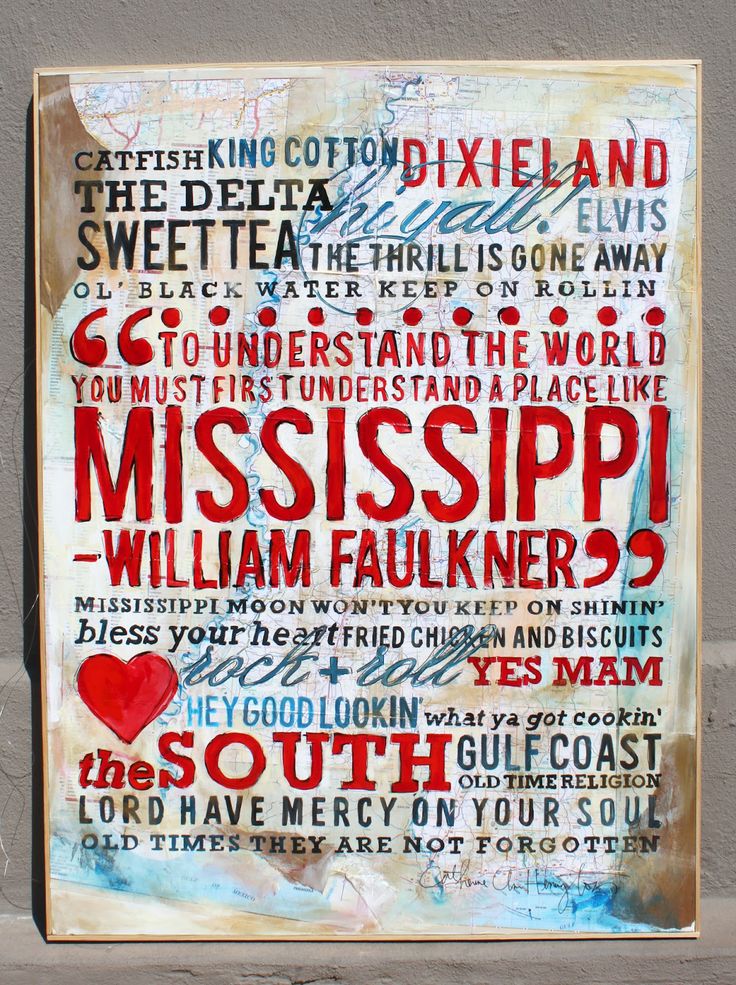 CATFISH KING COTTON DIXIELAND
THE DELTA hi yall! ELVIS
SWEET TEA THE THRILL IS GONE AWAY
OL' BLACK WATER KEEP ON ROLLIN
“TO UNDERSTAND THE WORLD
YOU MUST FIRST UNDERSTAND A PLACE LIKE
MISSISSIPPI
-WILLIAM FAULKNER”
MISSISSIPPI MOON WON'T YOU KEEP ON SHININ'
bless your heart FRIED CHICKEN AND BISCUITS
rock + roll YES MAM
HEY GOOD LOOKIN' what ya got cookin'
the SOUTH GULF COAST
OLD TIME RELIGION
LORD HAVE MERCY ON YOUR SOUL
OLD TIMES THEY ARE NOT FORGOTTEN